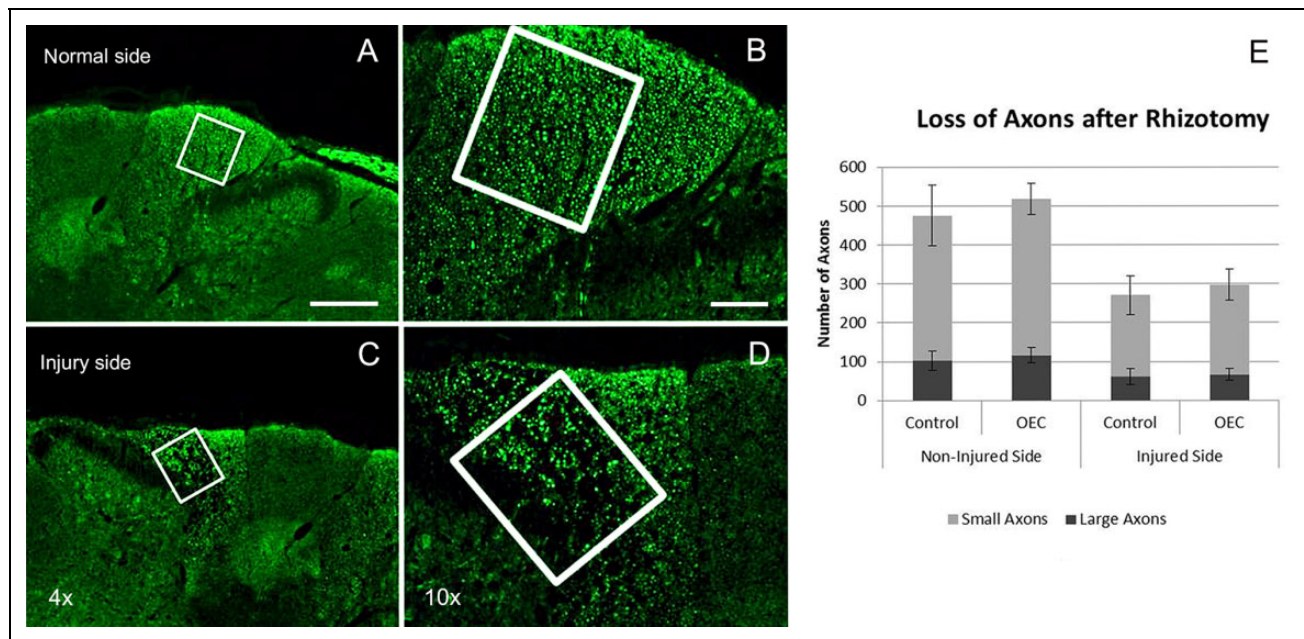 Normal side
A
B
Injury side
C
D
4x
10x
E
Loss of Axons after Rhizotomy
Number of Axons
600
500
400
300
200
100
0
Control
OEC
Control
OEC
Non-Injured Side
Injured Side
Small Axons
Large Axons